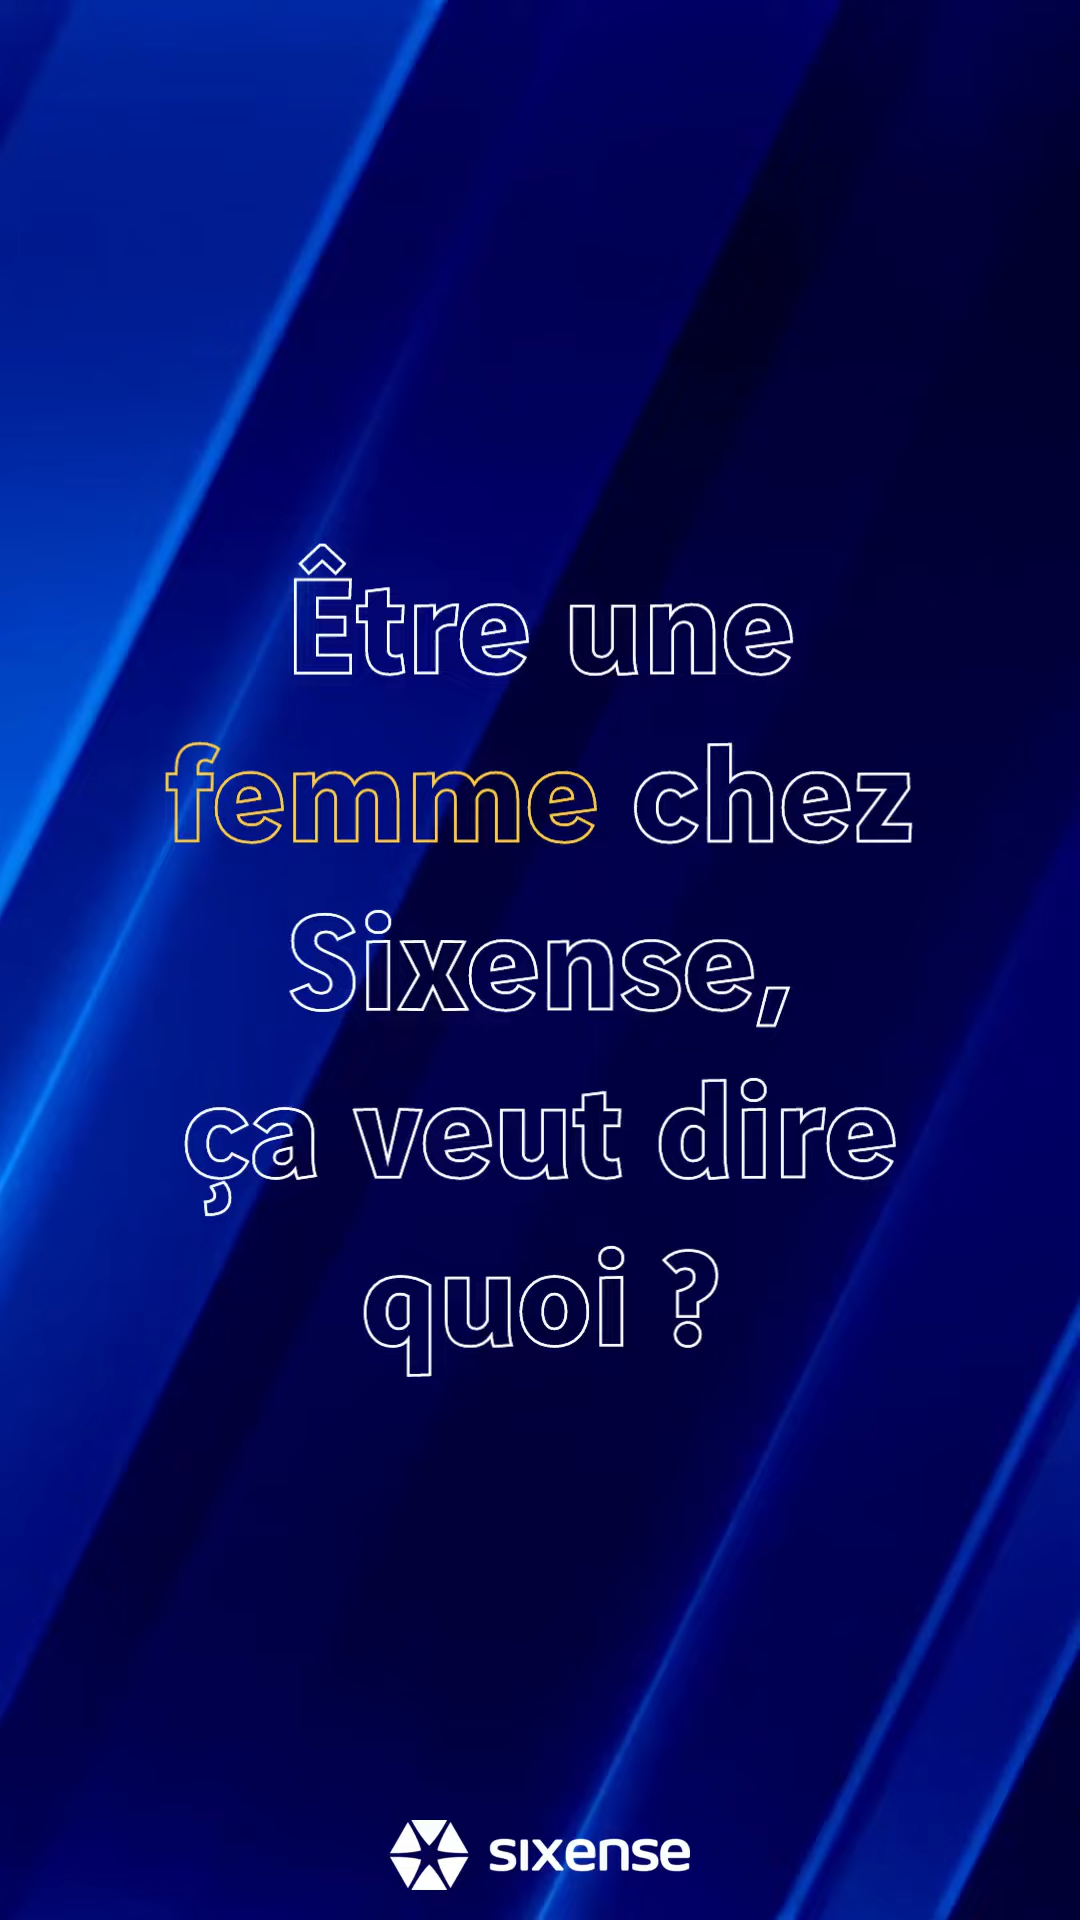 Être une
femme chez
Sixense,
ça veut dire
quoi ?
sixense